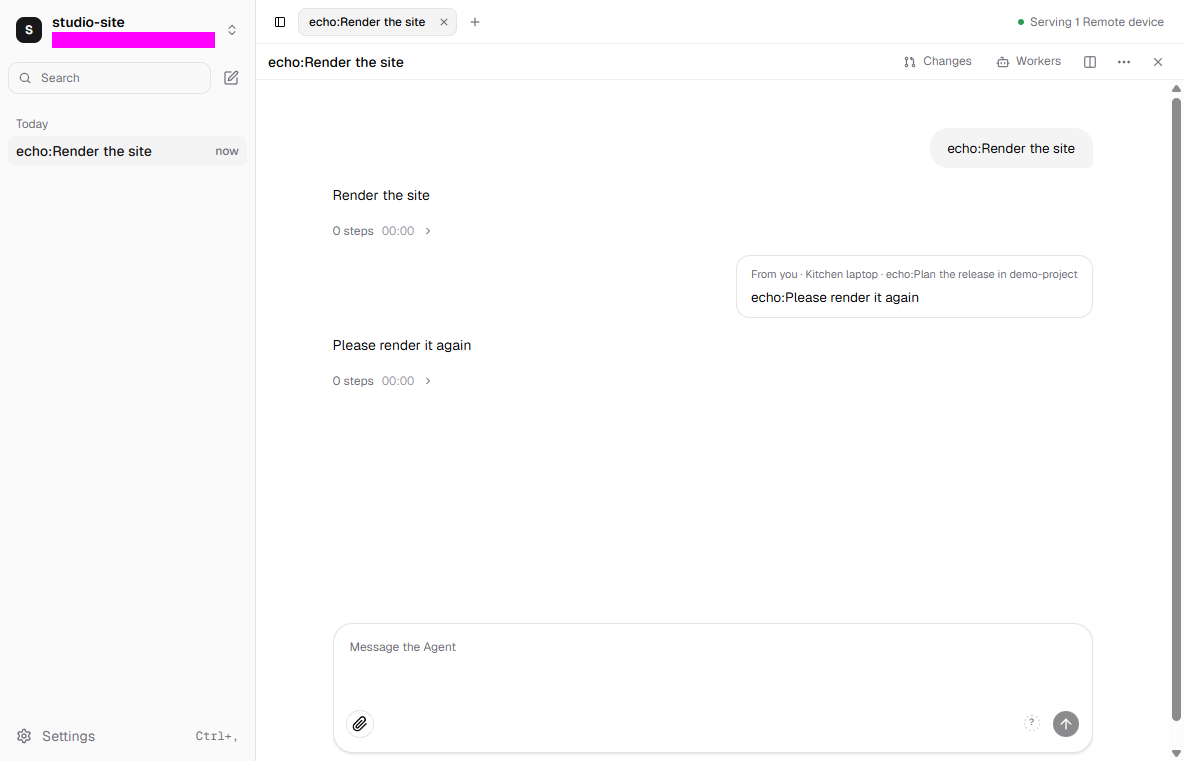 S
studio-site
Search
Today
echo:Render the site now
Settings Ctrl+,
echo:Render the site
Serving 1 Remote device
echo:Render the site
Changes Workers
echo:Render the site
Render the site
0 steps 00:00
From you · Kitchen laptop · echo:Plan the release in demo-project
echo:Please render it again
Please render it again
0 steps 00:00
Message the Agent
?